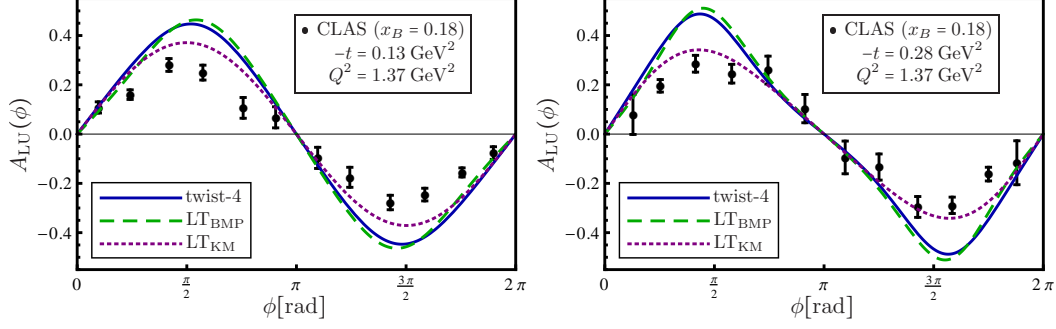 CLAS (x_B = 0.18)
−t = 0.13 GeV²
Q² = 1.37 GeV²
A_LU(ϕ)
0.4
0.2
0.0
−0.2
−0.4
twist-4
LT_BMP
LT_KM
0
π/2
π
3π/2
2π
ϕ[rad]
CLAS (x_B = 0.18)
−t = 0.28 GeV²
Q² = 1.37 GeV²
A_LU(ϕ)
0.4
0.2
0.0
−0.2
−0.4
twist-4
LT_BMP
LT_KM
0
π/2
π
3π/2
2π
ϕ[rad]